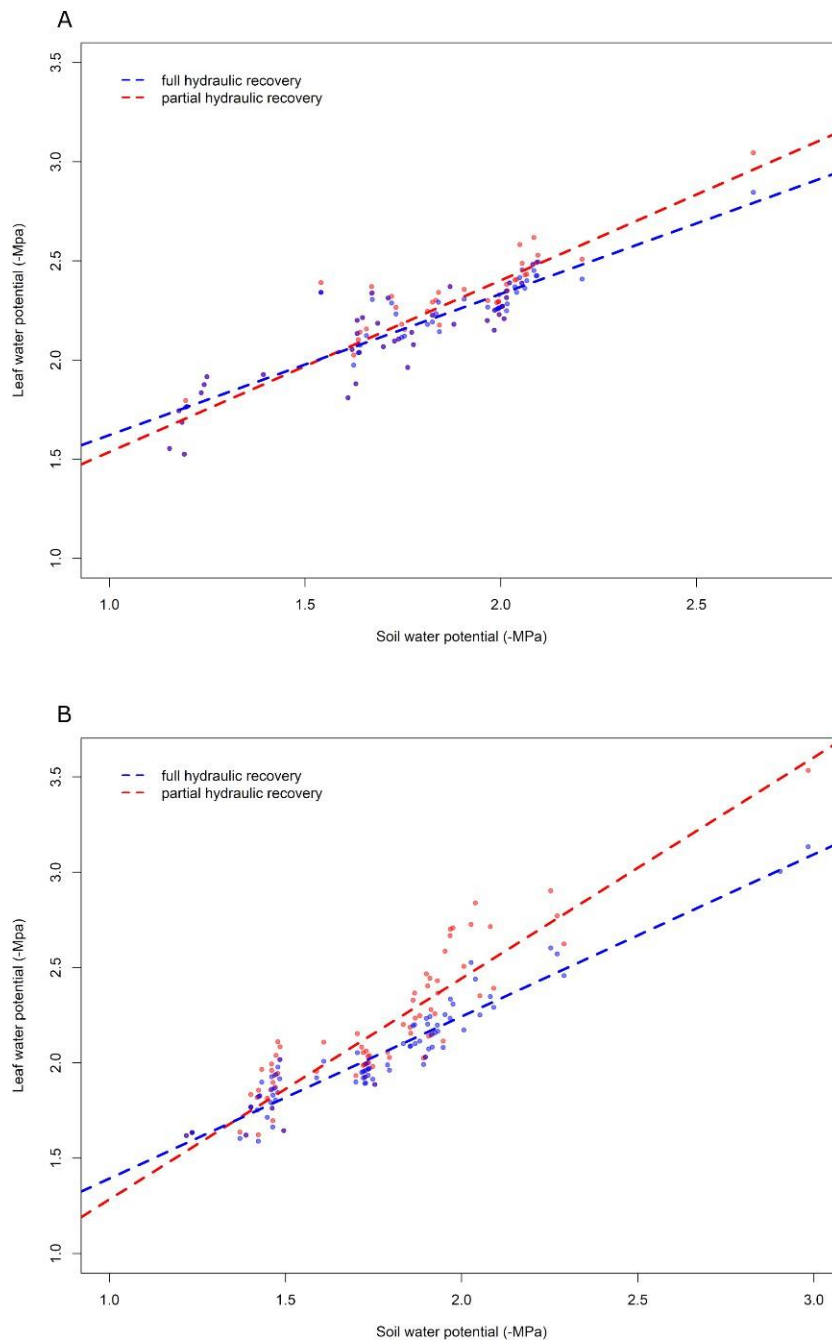 A
full hydraulic recovery
partial hydraulic recovery
3.5
3.0
2.5
2.0
1.5
1.0
Leaf water potential (-Mpa)
1.0 1.5 2.0 2.5
Soil water potential (-MPa)
B
full hydraulic recovery
partial hydraulic recovery
3.5
3.0
2.5
2.0
1.5
1.0
Leaf water potential (-Mpa)
1.0 1.5 2.0 2.5 3.0
Soil water potential (-MPa)